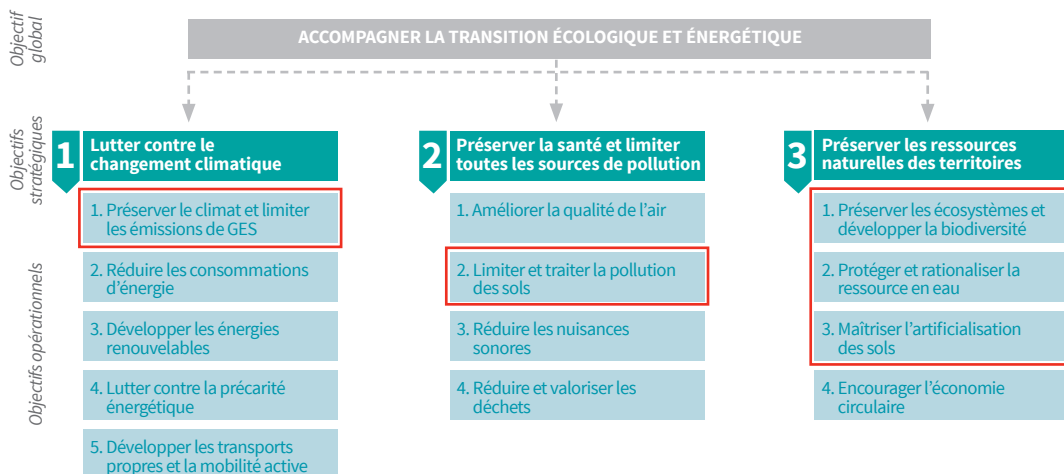 Objectif
global
ACCOMPAGNER LA TRANSITION ÉCOLOGIQUE ET ÉNERGÉTIQUE
Objectifs
stratégiques
1
Lutter contre le
changement climatique
2
Préserver la santé et limiter
toutes les sources de pollution
3
Préserver les ressources
naturelles des territoires
Objectifs opérationnels
1. Préserver le climat et limiter
les émissions de GES
2. Réduire les consommations
d'énergie
3. Développer les énergies
renouvelables
4. Lutter contre la précarité
énergétique
5. Développer les transports
propres et la mobilité active
1. Améliorer la qualité de l'air
2. Limiter et traiter la pollution
des sols
3. Réduire les nuisances
sonores
4. Réduire et valoriser les
déchets
1. Préserver les écosystèmes et
développer la biodiversité
2. Protéger et rationaliser la
ressource en eau
3. Maîtriser l'artificialisation
des sols
4. Encourager l'économie
circulaire